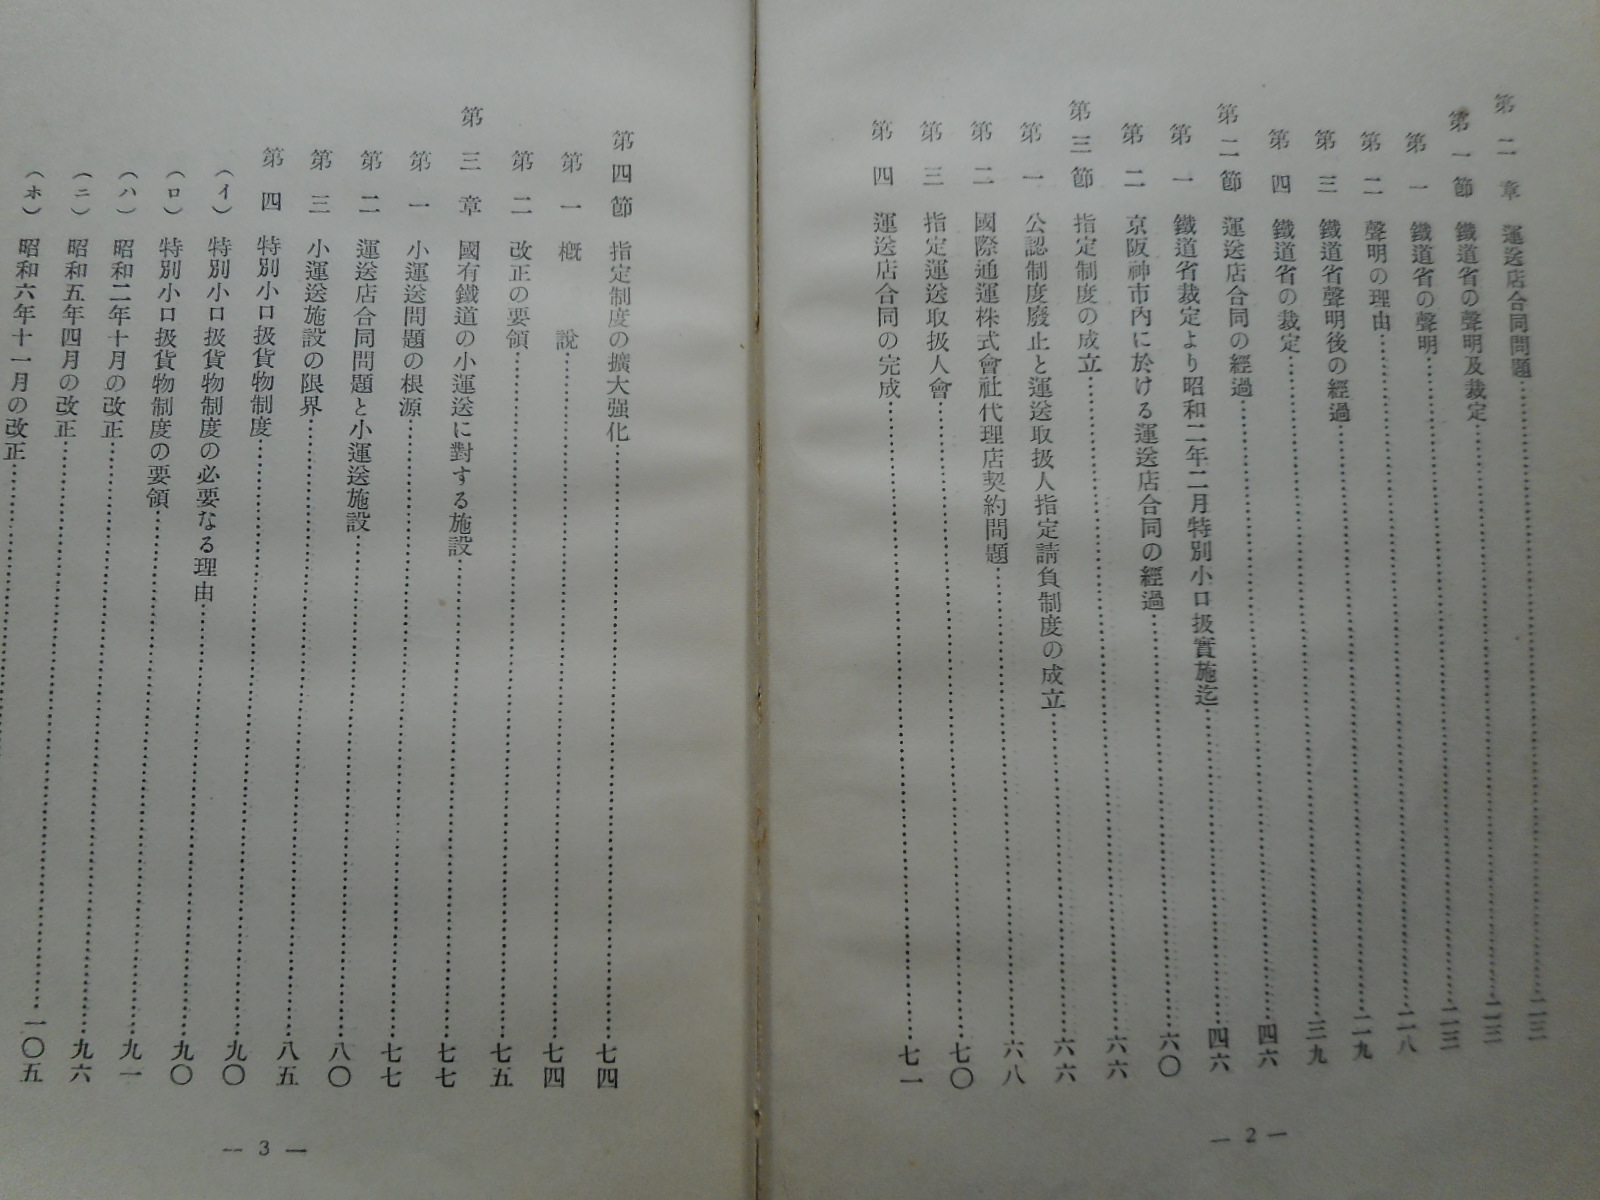 第二章 運送店合同問題……二三
第一節 鐵道省の聲明及裁定……二三
第一 鐵道省の聲明……二三
第二 聲明の理由……二八
第三 鐵道省聲明後の經過……二九
第四 鐵道省の裁定……三九
第二節 運送店合同の經過……四六
第一 鐵道省裁定より昭和二年二月特別小口扱實施迄……四六
第二 京阪神市內に於ける運送店合同の經過……六〇
第三節 指定制度の成立……六六
第一 公認制度廢止と運送取扱人指定請負制度の成立……六六
第二 國際通運株式會社代理店契約問題……六八
第三 指定運送取扱人會……七〇
第四 運送店合同の完成……七一
— 2 —
第四節 指定制度の擴大强化……七四
第一 槪說……七四
第二 改正の要領……七五
第三章 國有鐵道の小運送に對する施設……七七
第一 小運送問題の根源……七七
第二 運送店合同問題と小運送施設……八〇
第三 小運送施設の限界……八五
第四 特別小口扱貨物制度……九〇
(イ) 特別小口扱貨物制度の必要なる理由……九〇
(ロ) 特別小口扱貨物制度の要領……九一
(ハ) 昭和二年十月の改正……九六
(ニ) 昭和五年四月の改正……一〇五
(ホ) 昭和六年十一月の改正……
— 3 —